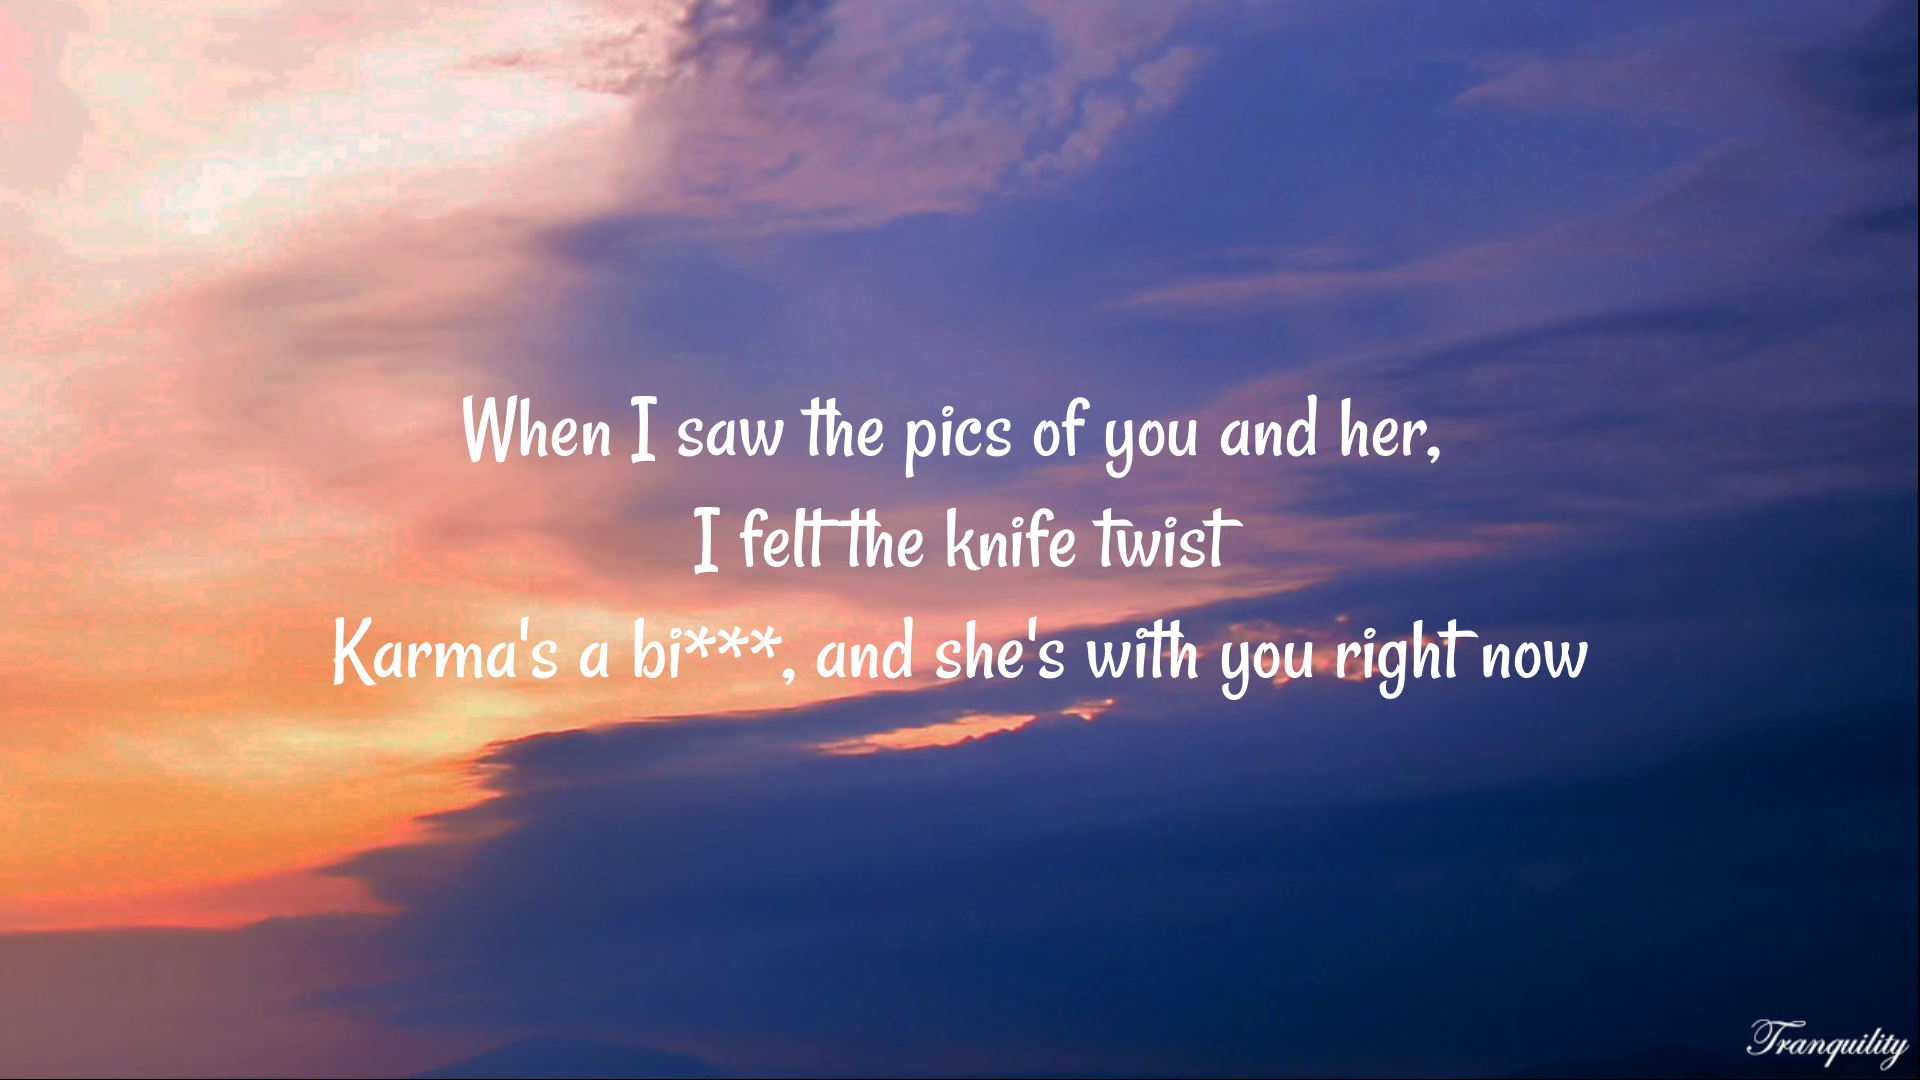 When I saw the pics of you and her,
I felt the knife twist
Karma's a bi***, and she's with you right now
Tranquility